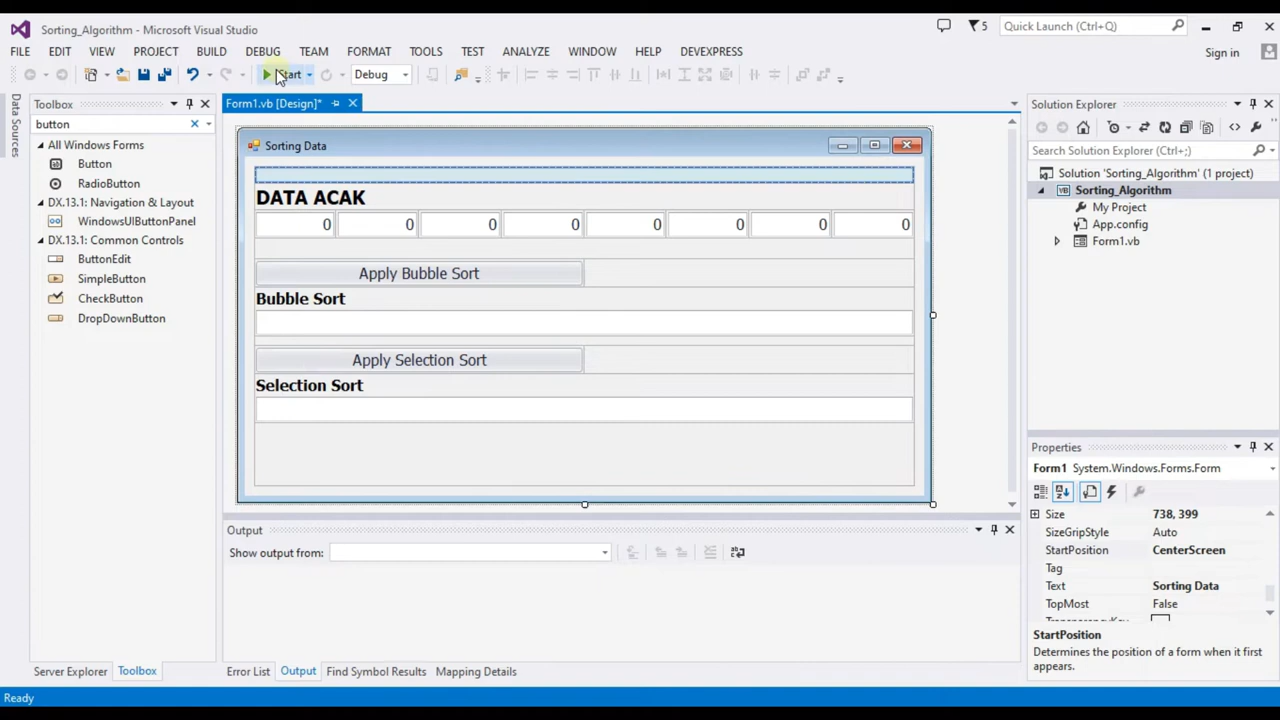 Sorting_Algorithm - Microsoft Visual Studio
5
Quick Launch (Ctrl+Q)
FILE EDIT VIEW PROJECT BUILD DEBUG TEAM FORMAT TOOLS TEST ANALYZE WINDOW HELP DEVEXPRESS
Sign in
Start
Debug
Data Sources
Toolbox
button
All Windows Forms
Button
RadioButton
DX.13.1: Navigation & Layout
WindowsUIButtonPanel
DX.13.1: Common Controls
ButtonEdit
SimpleButton
CheckButton
DropDownButton
Server Explorer
Toolbox
Form1.vb [Design]*
Sorting Data
DATA ACAK
0 0 0 0 0 0 0 0
Apply Bubble Sort
Bubble Sort
Apply Selection Sort
Selection Sort
Output
Show output from:
Error List
Output
Find Symbol Results
Mapping Details
Solution Explorer
Search Solution Explorer (Ctrl+;)
Solution 'Sorting_Algorithm' (1 project)
VB Sorting_Algorithm
My Project
App.config
Form1.vb
Properties
Form1 System.Windows.Forms.Form
Size 738, 399
SizeGripStyle Auto
StartPosition CenterScreen
Tag
Text Sorting Data
TopMost False
StartPosition
Determines the position of a form when it first
appears.
Ready